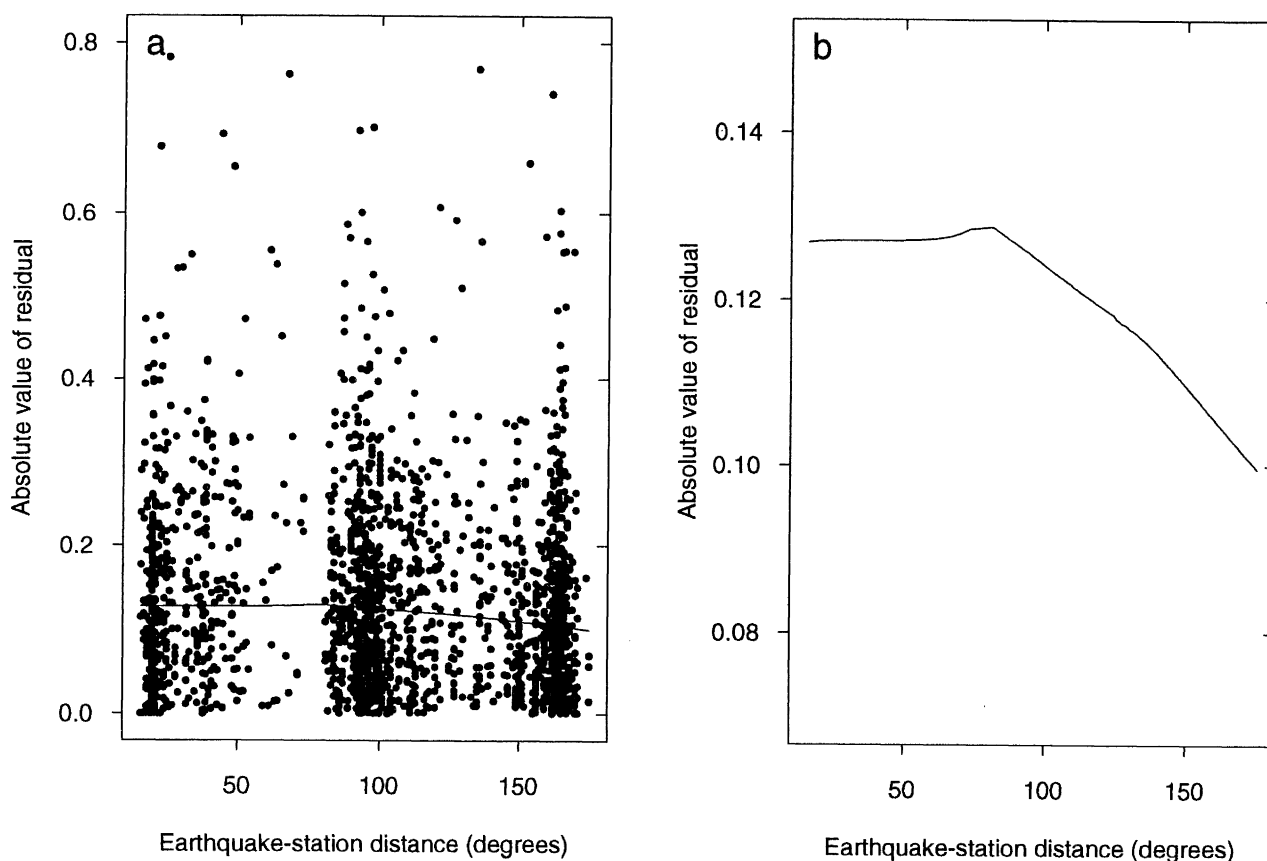 a
0.8
0.6
0.4
0.2
0.0
Absolute value of residual
50 100 150
Earthquake-station distance (degrees)
b
0.14
0.12
0.10
0.08
Absolute value of residual
50 100 150
Earthquake-station distance (degrees)